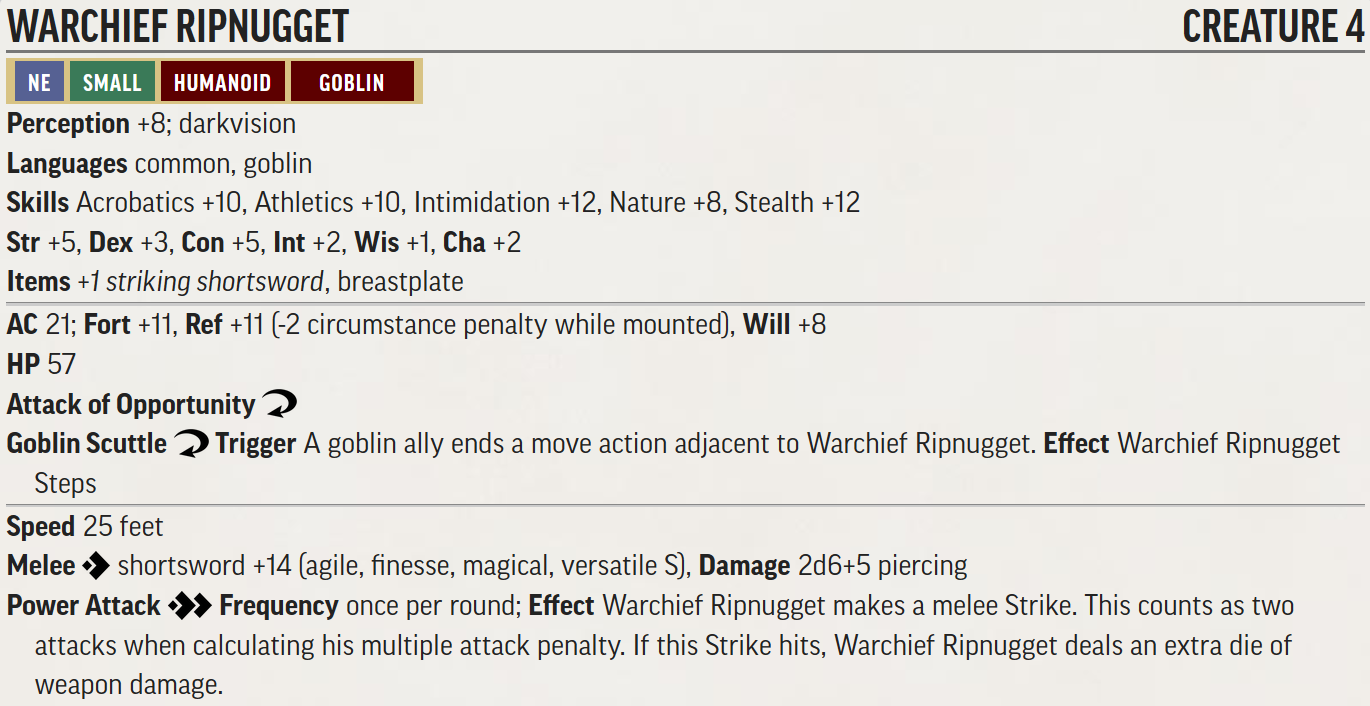 WARCHIEF RIPNUGGET CREATURE 4
NE SMALL HUMANOID GOBLIN
Perception +8; darkvision
Languages common, goblin
Skills Acrobatics +10, Athletics +10, Intimidation +12, Nature +8, Stealth +12
Str +5, Dex +3, Con +5, Int +2, Wis +1, Cha +2
Items +1 striking shortsword, breastplate
AC 21; Fort +11, Ref +11 (-2 circumstance penalty while mounted), Will +8
HP 57
Attack of Opportunity
Goblin Scuttle Trigger A goblin ally ends a move action adjacent to Warchief Ripnugget. Effect Warchief Ripnugget
Steps
Speed 25 feet
Melee shortsword +14 (agile, finesse, magical, versatile S), Damage 2d6+5 piercing
Power Attack Frequency once per round; Effect Warchief Ripnugget makes a melee Strike. This counts as two
attacks when calculating his multiple attack penalty. If this Strike hits, Warchief Ripnugget deals an extra die of
weapon damage.